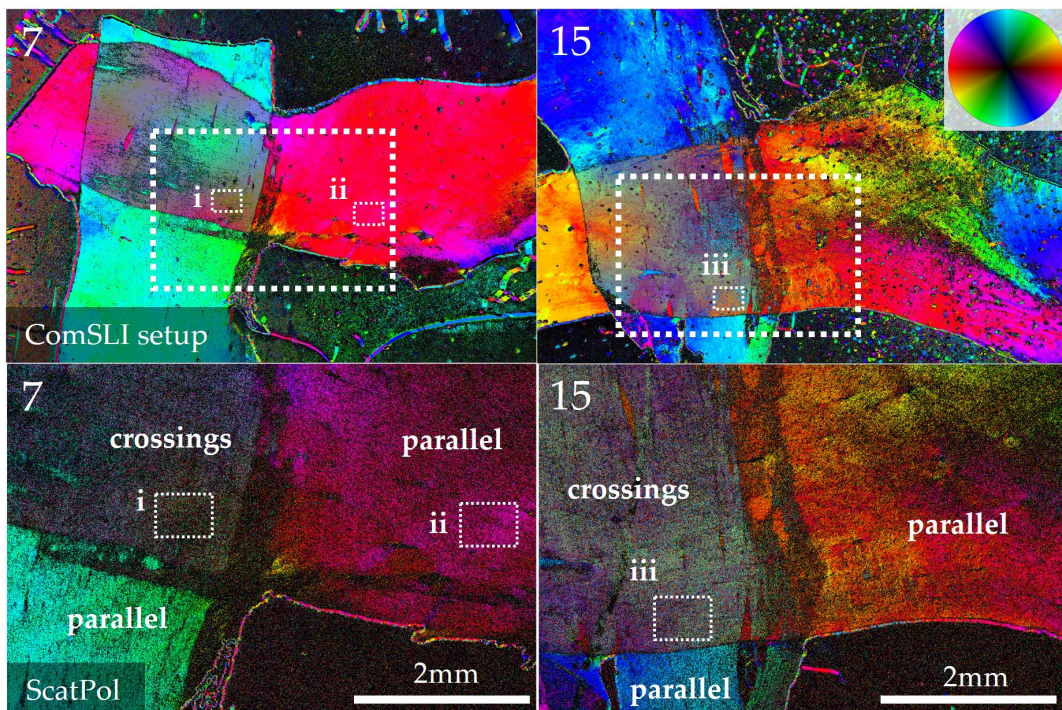 7
i
ii
ComSLI setup
15
iii
7
crossings
parallel
i
ii
parallel
2mm
ScatPol
15
crossings
parallel
iii
2mm
parallel